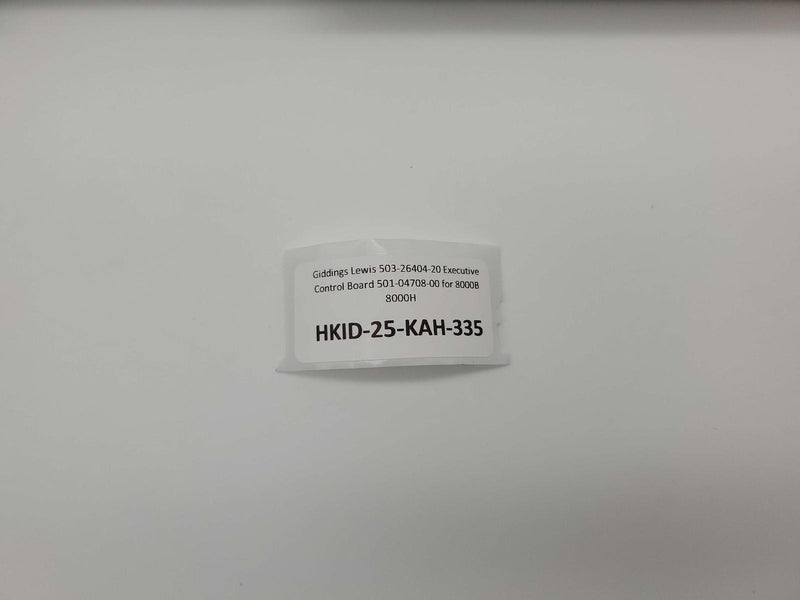 Giddings Lewis 503-26404-20 Executive
Control Board 501-04708-00 for 8000B
8000H
HKID-25-KAH-335